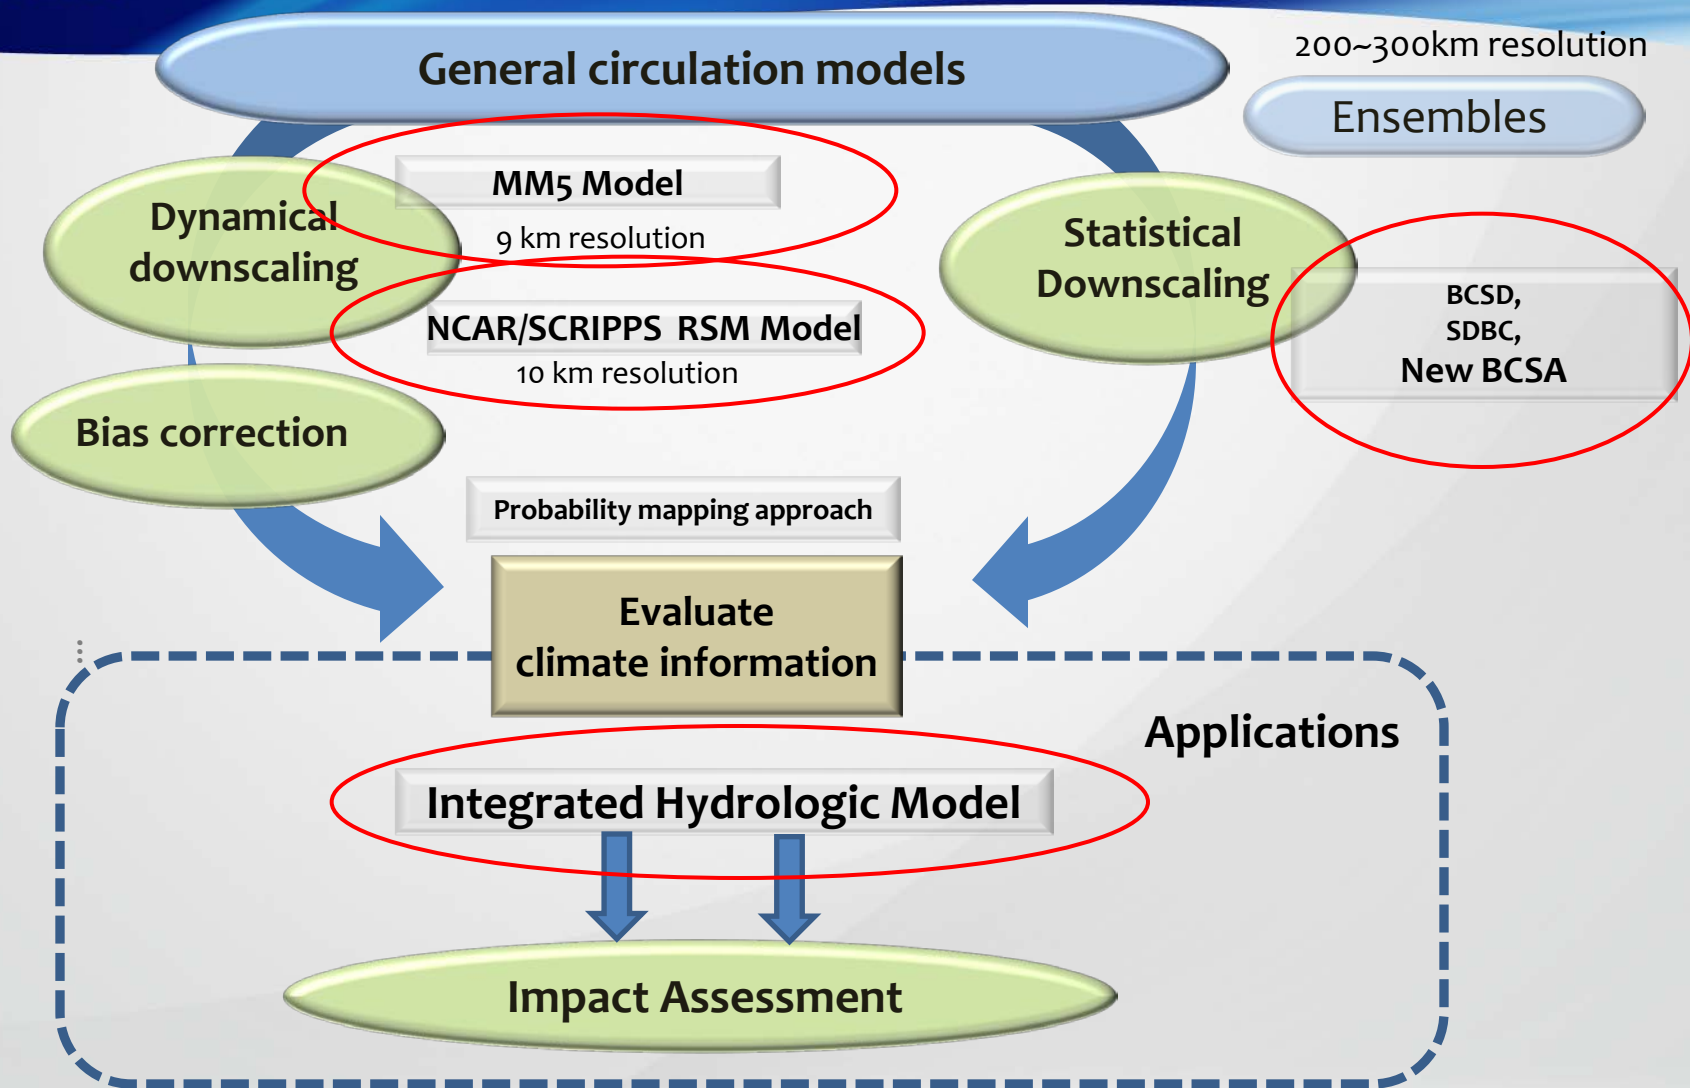 General circulation models
200~300km resolution
Ensembles
MM5 Model
9 km resolution
Dynamical
downscaling
NCAR/SCRIPPS RSM Model
10 km resolution
Statistical
Downscaling
BCSD,
SDBC,
New BCSA
Bias correction
Probability mapping approach
Evaluate
climate information
Applications
Integrated Hydrologic Model
Impact Assessment